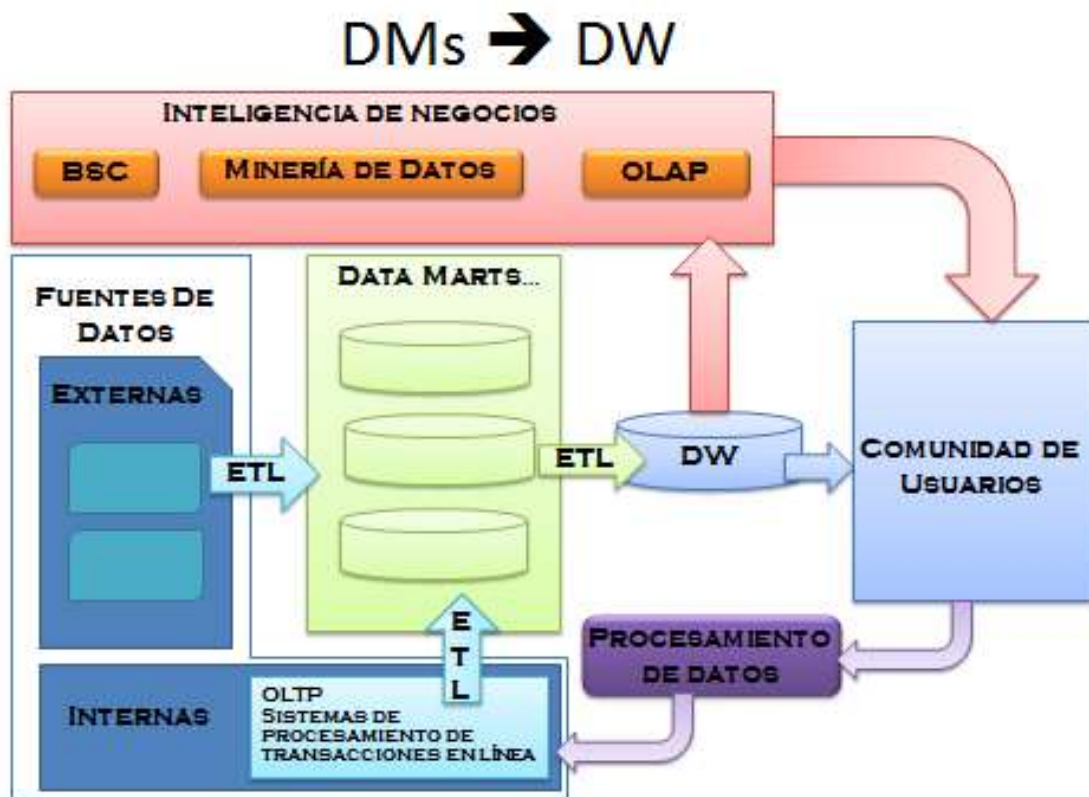 DMs ➔ DW
INTELIGENCIA DE NEGOCIOS
BSC
MINERÍA DE DATOS
OLAP
FUENTES DE
DATOS
EXTERNAS
ETL
DATA MARTS...
ETL
DW
COMUNIDAD DE
USUARIOS
E
T
L
PROCESAMIENTO
DE DATOS
INTERNAS
OLTP
SISTEMAS DE
PROCESAMIENTO DE
TRANSACCIONES EN LÍNEA